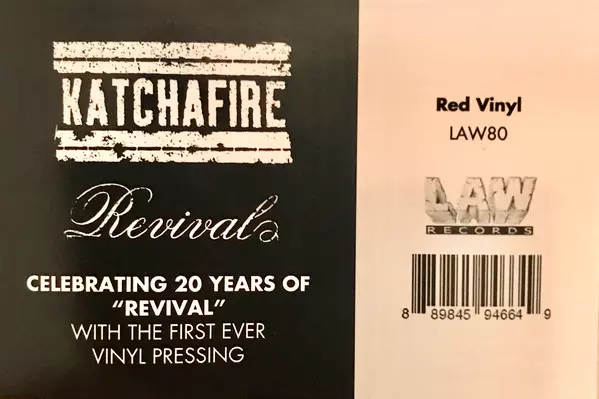 KATCHAFIRE
Revival
CELEBRATING 20 YEARS OF
“REVIVAL”
WITH THE FIRST EVER
VINYL PRESSING
Red Vinyl
LAW80
LAW
RECORDS
8 89845 94664 9